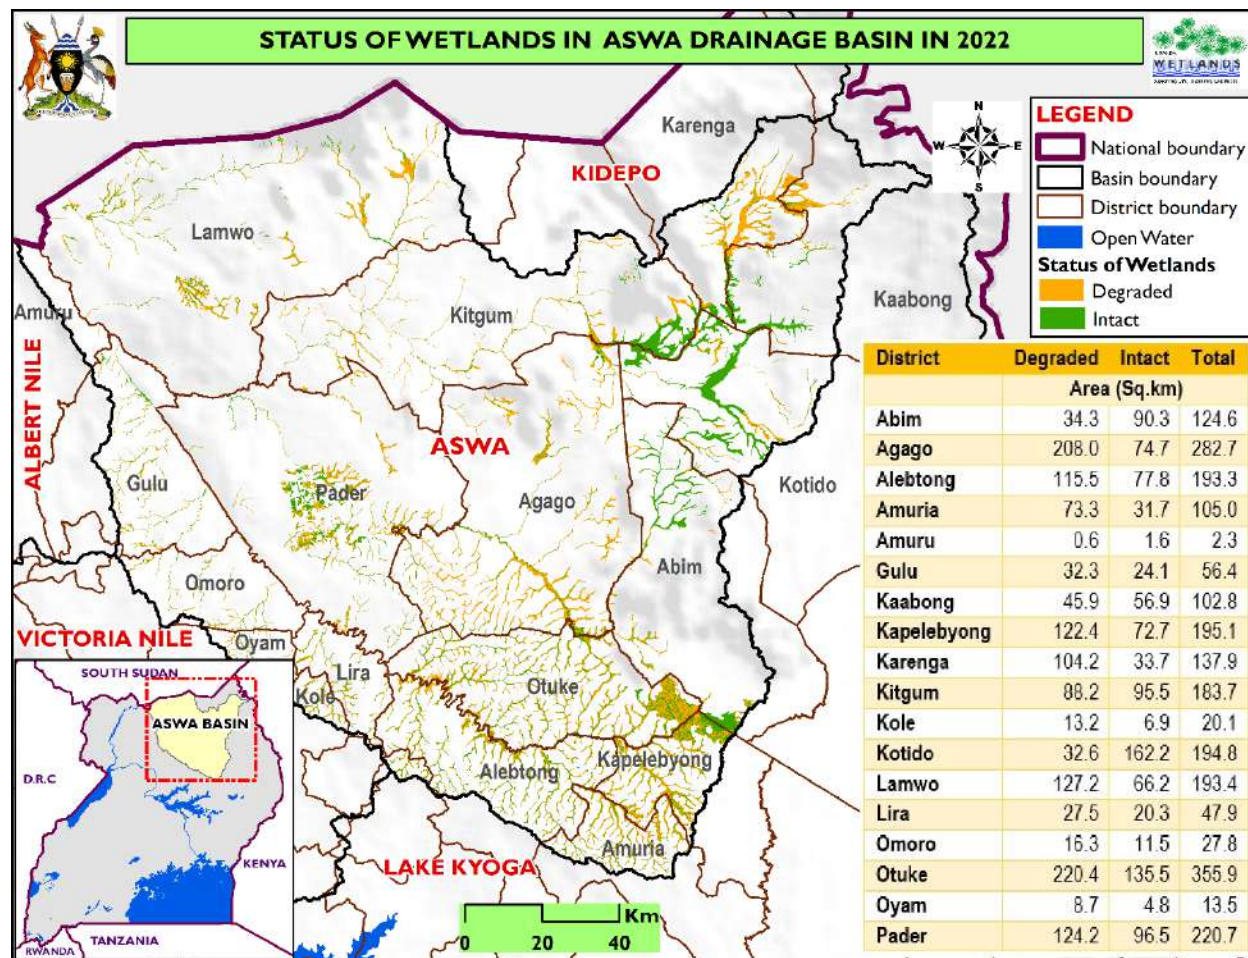 STATUS OF WETLANDS IN ASWA DRAINAGE BASIN IN 2022
WETLANDS
N
W E
S
LEGEND
National boundary
Basin boundary
District boundary
Open Water
Status of Wetlands
Degraded
Intact
Karenga
KIDEPO
Lamwo
Kaabong
Amuru
Kitgum
ALBERT NILE
ASWA
Gulu
Pader
Agago
Kotido
Abim
Omoro
VICTORIA NILE
Oyam
Lira
Kole
Otuke
Alebtong
Kapelebyong
Amuria
LAKE KYOGA
SOUTH SUDAN
ASWA BASIN
D.R.C
KENYA
TANZANIA
RWANDA
Km
0 20 40
District Degraded Intact Total
Area (Sq.km)
Abim 34.3 90.3 124.6
Agago 208.0 74.7 282.7
Alebtong 115.5 77.8 193.3
Amuria 73.3 31.7 105.0
Amuru 0.6 1.6 2.3
Gulu 32.3 24.1 56.4
Kaabong 45.9 56.9 102.8
Kapelebyong 122.4 72.7 195.1
Karenga 104.2 33.7 137.9
Kitgum 88.2 95.5 183.7
Kole 13.2 6.9 20.1
Kotido 32.6 162.2 194.8
Lamwo 127.2 66.2 193.4
Lira 27.5 20.3 47.9
Omoro 16.3 11.5 27.8
Otuke 220.4 135.5 355.9
Oyam 8.7 4.8 13.5
Pader 124.2 96.5 220.7